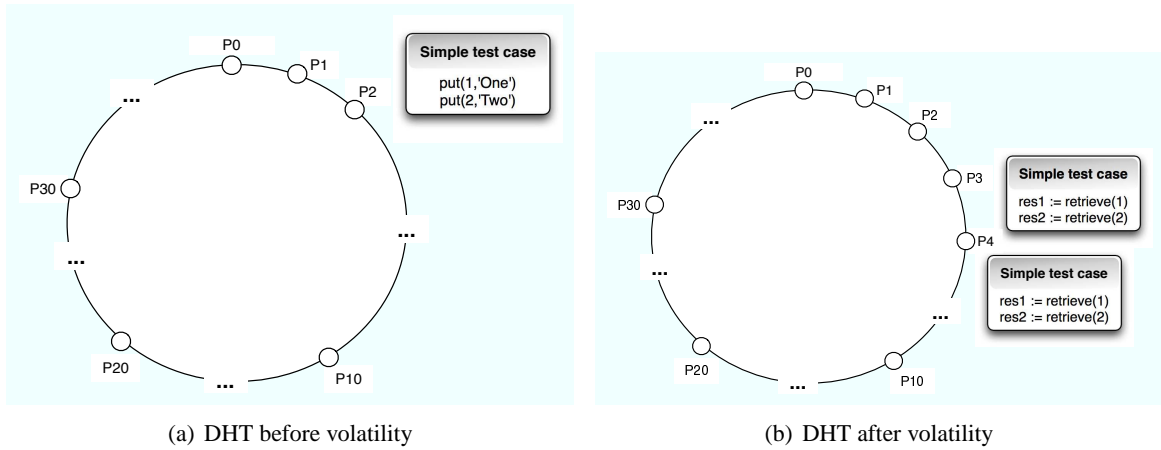 P0
P1
P2
...
P30
...
...
P20
...
P10
Simple test case
put(1,'One')
put(2,'Two')
(a) DHT before volatility
P0
P1
P2
P3
P4
...
P30
...
...
P20
...
P10
Simple test case
res1 := retrieve(1)
res2 := retrieve(2)
Simple test case
res1 := retrieve(1)
res2 := retrieve(2)
(b) DHT after volatility